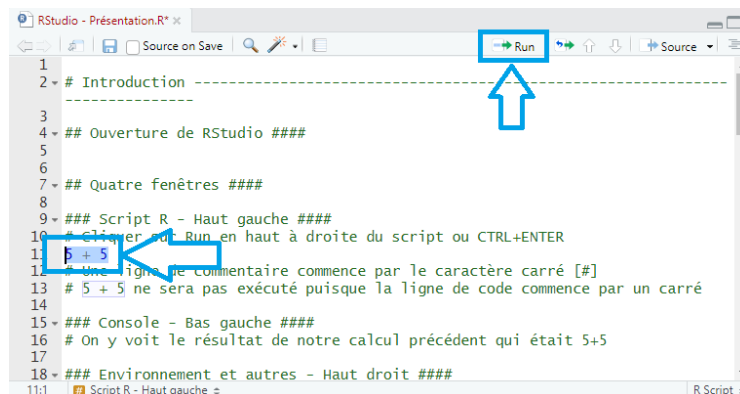 RStudio - Présentation.R* ×
Source on Save Run Source
1
2 # Introduction ----------------------------------------------------------------
--------------
3
4 ## Ouverture de RStudio ####
5
6
7 ## Quatre fenêtres ####
8
9 ### Script R - Haut gauche ####
10 # Cliquer sur Run en haut à droite du script ou CTRL+ENTER
11 5 + 5
12 # Une ligne de commentaire commence par le caractère carré [#]
13 # 5 + 5 ne sera pas exécuté puisque la ligne de code commence par un carré
14
15 ### Console - Bas gauche ####
16 # On y voit le résultat de notre calcul précédent qui était 5+5
17
18 ### Environnement et autres - Haut droit ####
11:1 # Script R - Haut gauche R Script